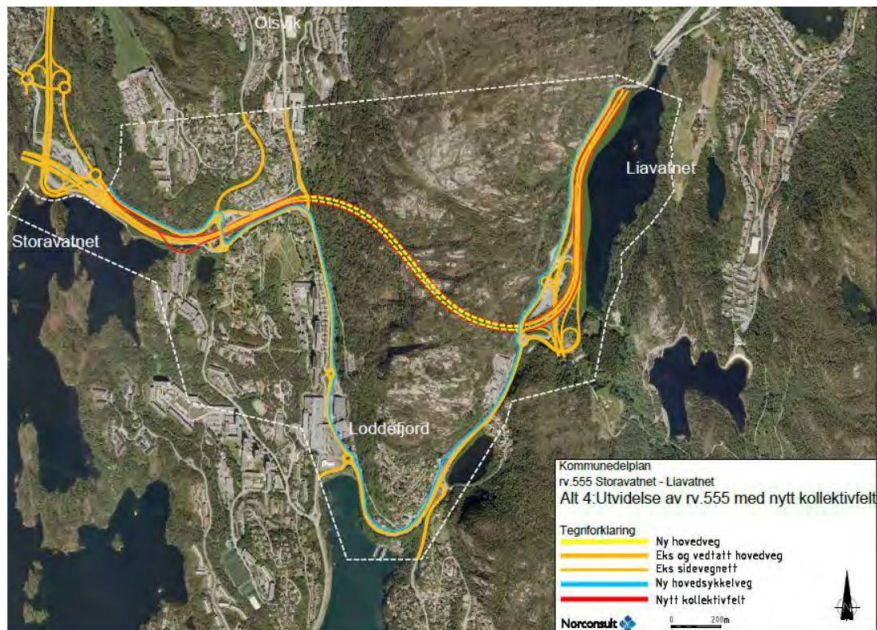 Olsvik
Liavatnet
Storavatnet
Loddefjord
Kommunedelplan
rv.555 Storavatnet - Liavatnet
Alt 4:Utvidelse av rv.555 med nytt kollektivfelt
Tegnforklaring
Ny hovedveg
Eks og vedtatt hovedveg
Eks sidevegnett
Ny hovedsykkelveg
Nytt kollektivfelt
Norconsult
0 200m